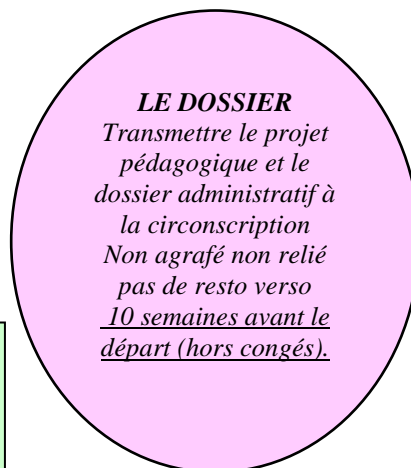 LE DOSSIER
Transmettre le projet
pédagogique et le
dossier administratif à
la circonscription
Non agrafé non relié
pas de resto verso
10 semaines avant le
départ (hors congés).